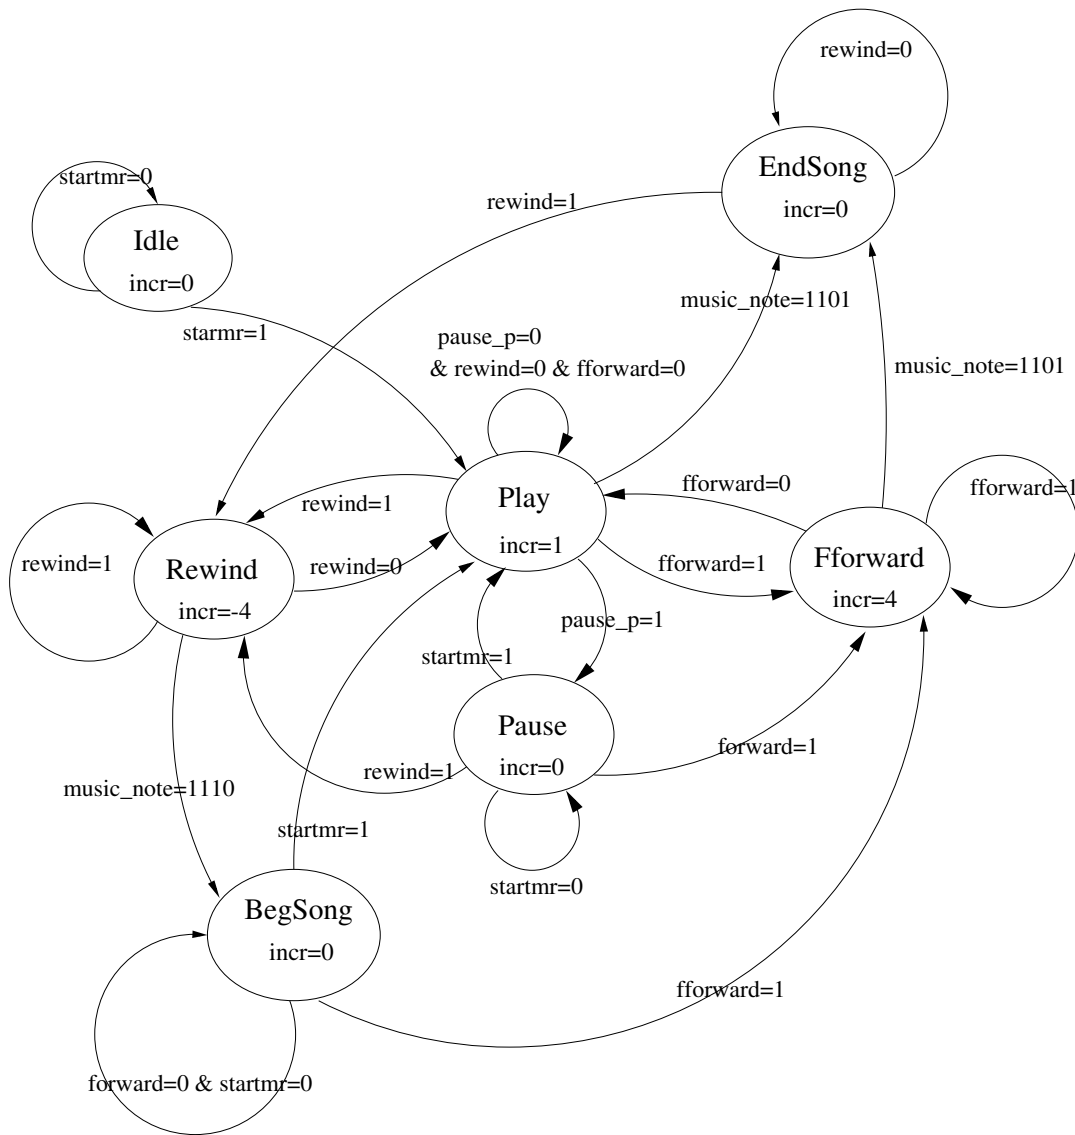 rewind=0
EndSong
incr=0
startmr=0
rewind=1
Idle
incr=0
starmr=1
music_note=1101
pause_p=0
& rewind=0 & fforward=0
music_note=1101
Play
incr=1
rewind=1
fforward=0
fforward=1
Rewind
incr=-4
rewind=1
rewind=0
fforward=1
Fforward
incr=4
pause_p=1
startmr=1
Pause
incr=0
rewind=1
forward=1
music_note=1110
startmr=1
startmr=0
BegSong
incr=0
fforward=1
forward=0 & startmr=0